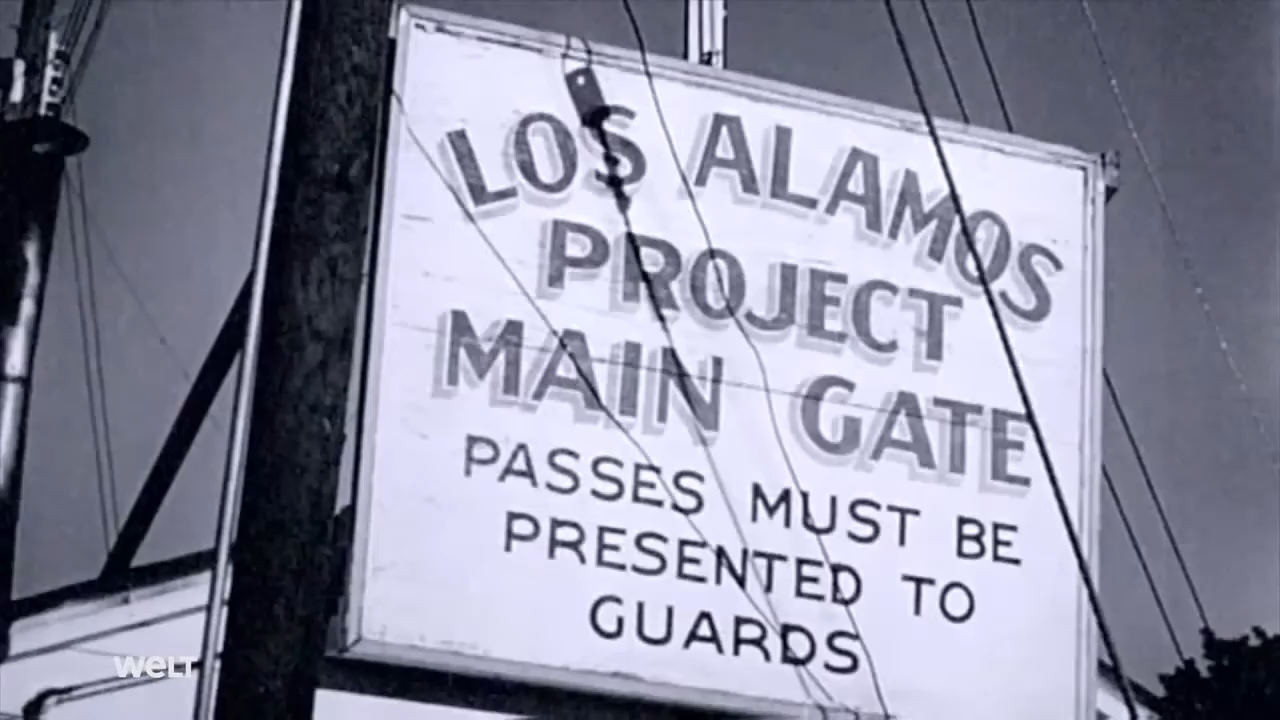 LOS ALAMOS
PROJECT
MAIN GATE
PASSES MUST BE
PRESENTED TO
GUARDS
welt